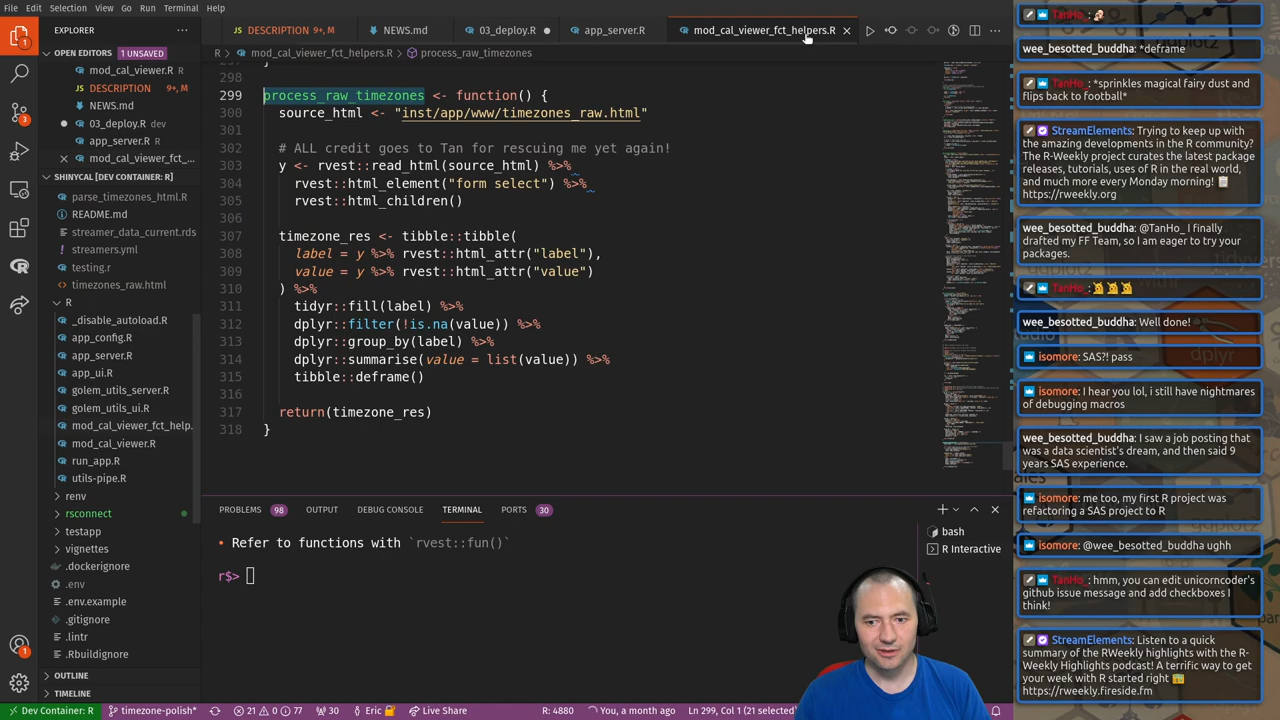 File Edit Selection View Go Run Terminal Help
EXPLORER
OPEN EDITORS 1 UNSAVED
mod_cal_viewer.R
DESCRIPTION 9+, M
NEWS.md
03_deploy.R dev
app_server.R
mod_cal_viewer_fct_...
SHINYCAL [DEV CONTAINER: R]
parse_timezones_html.R
README.md
streamer_data_current.rds
streamers.yml
testing.r
timezones_raw.html
R
_disable_autoload.R
app_config.R
app_server.R
app_ui.R
golem_utils_server.R
golem_utils_ui.R
mod_cal_viewer_fct_help...
mod_cal_viewer.R
run_app.R
utils-pipe.R
renv
rsconnect
testapp
vignettes
.dockerignore
.env
.env.example
.gitignore
.lintr
.Rbuildignore
OUTLINE
TIMELINE
DESCRIPTION 9+, M
NEWS.md
03_deploy.R
app_server.R
mod_cal_viewer_fct_helpers.R
R > mod_cal_viewer_fct_helpers.R > process_raw_timezones
297 }
298
299 process_raw_timezones <- function() {
300 source_html <- "inst/app/www/timezones_raw.html"
301
302 # ALL credit goes to Tan for recuing me yet again!
303 y <- rvest::read_html(source_html) %>%
304 rvest::html_element("form select") %>%
305 rvest::html_children()
306
307 timezone_res <- tibble::tibble(
308 label = y %>% rvest::html_attr("label"),
309 value = y %>% rvest::html_attr("value")
310 ) %>%
311 tidyr::fill(label) %>%
312 dplyr::filter(!is.na(value)) %>%
313 dplyr::group_by(label) %>%
314 dplyr::summarise(value = list(value)) %>%
315 tibble::deframe()
316
317 return(timezone_res)
318 }
PROBLEMS 98 OUTPUT DEBUG CONSOLE TERMINAL PORTS 30
• Refer to functions with `rvest::fun()`
r$>
bash
R Interactive
Dev Container: R timezone-polish* 21 0 77 30 Eric Live Share R: 4880 You, a month ago Ln 299, Col 1 (21 selected)
TanHo_:
wee_besotted_buddha: *deframe
TanHo_: *sprinkles magical fairy dust and
flips back to football*
StreamElements: Trying to keep up with
the amazing developments in the R community?
The R-Weekly project curates the latest package
releases, tutorials, uses of R in the real world,
and much more every Monday morning!
https://rweekly.org
wee_besotted_buddha: @TanHo_ I finally
drafted my FF Team, so I am eager to try your
packages.
TanHo_:
wee_besotted_buddha: Well done!
isomore: SAS?! pass
isomore: I hear you lol, i still have nightmares
of debugging macros
wee_besotted_buddha: I saw a job posting that
was a data scientist's dream, and then said 9
years SAS experience.
isomore: me too, my first R project was
refactoring a SAS project to R
isomore: @wee_besotted_buddha ughh
TanHo_: hmm, you can edit unicorncoder's
github issue message and add checkboxes I
think!
StreamElements: Listen to a quick
summary of the RWeekly highlights with the R-
Weekly Highlights podcast! A terrific way to get
your week with R started right
https://rweekly.fireside.fm